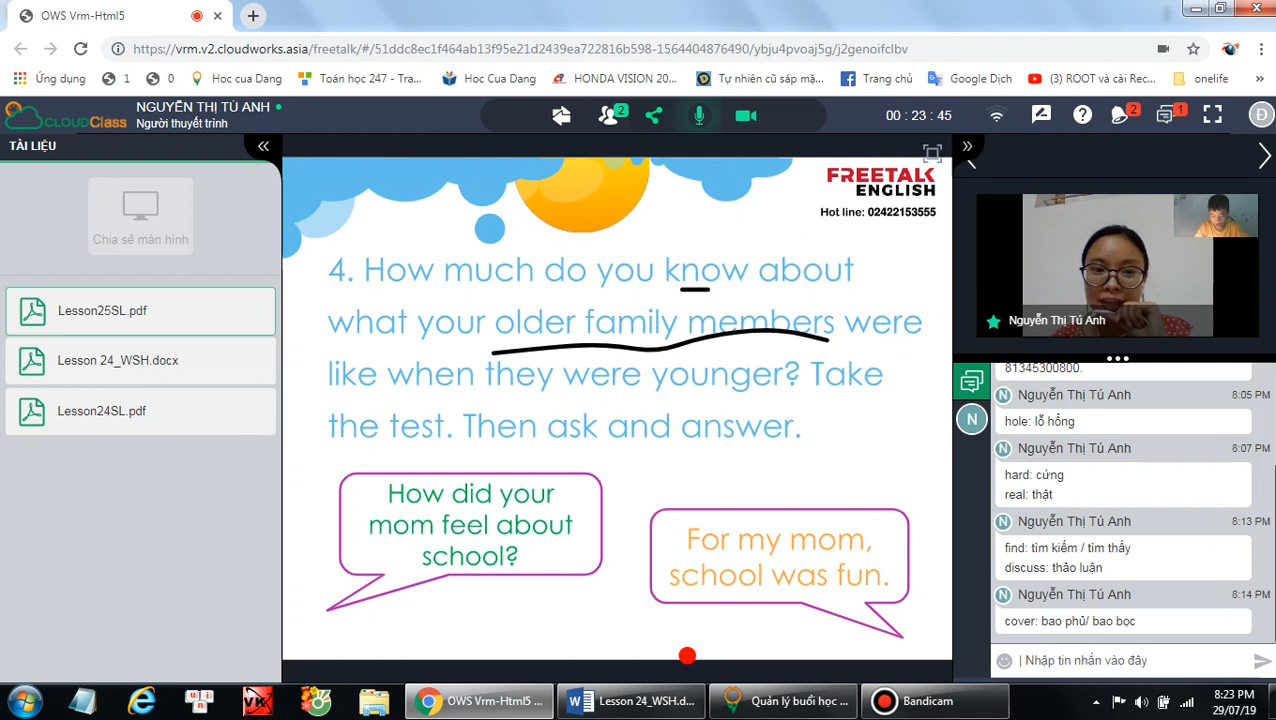 OWS Vrm-Html5
https://vrm.v2.cloudworks.asia/freetalk/#/51ddc8ec1f464ab13f95e21d2439ea722816b598-1564404876490/ybju4pvoaj5g/j2genoifclbv
Ứng dụng
1
0
Hoc cua Dang
Toán học 247 - Tra...
Học Cua Dang
HONDA VISION 20...
Tự nhiên cũ sáp mặ...
Trang chủ
Google Dịch
(3) ROOT và cài Rec...
onelife
»
CLOUDCLASS
NGUYỄN THỊ TÚ ANH
Người thuyết trình
2
00 : 23 : 45
2
1
Đ
TÀI LIỆU
Chia sẻ màn hình
Lesson25SL.pdf
Lesson 24_WSH.docx
Lesson24SL.pdf
FREETALK
ENGLISH
Hot line: 02422153555
4. How much do you know about
what your older family members were
like when they were younger? Take
the test. Then ask and answer.
How did your
mom feel about
school?
For my mom,
school was fun.
Nguyễn Thị Tú Anh
81345300800.
N Nguyễn Thị Tú Anh 8:05 PM
N
hole: lỗ hổng
N Nguyễn Thị Tú Anh 8:07 PM
hard: cứng
real: thật
N Nguyễn Thị Tú Anh 8:13 PM
find: tìm kiếm / tìm thấy
discuss: thảo luận
N Nguyễn Thị Tú Anh 8:14 PM
cover: bao phủ/ bao bọc
Nhập tin nhắn vào đây
OWS Vrm-Html5 ...
Lesson 24_WSH.d...
Quản lý buổi học ...
Bandicam
8:23 PM
29/07/19